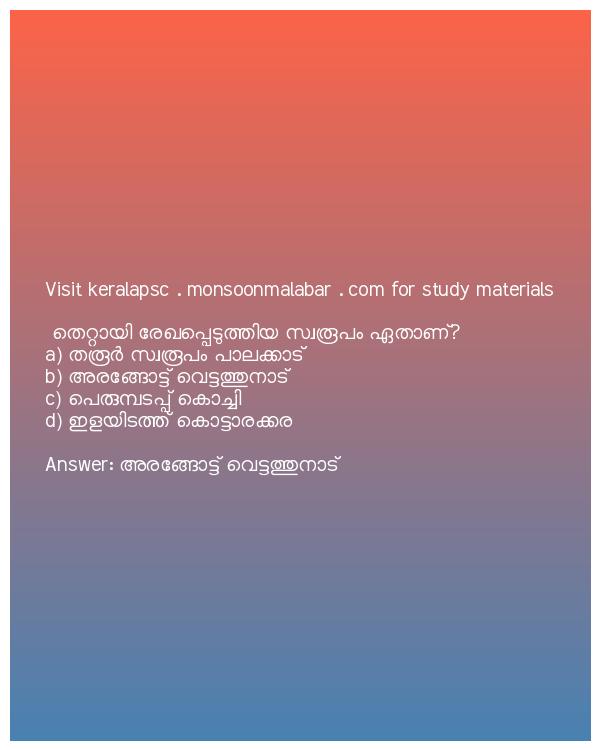 Visit keralapsc . monsoonmalabar . com for study materials
തെറ്റായി രേഖപ്പെടുത്തിയ സ്വരൂപം ഏതാണ്?
a) തരൂർ സ്വരൂപം പാലക്കാട്
b) അരങ്ങോട്ട് വെട്ടത്തുനാട്
c) പെരുമ്പടപ്പ് കൊച്ചി
d) ഇളയിടത്ത് കൊട്ടാരക്കര
Answer: അരങ്ങോട്ട് വെട്ടത്തുനാട്